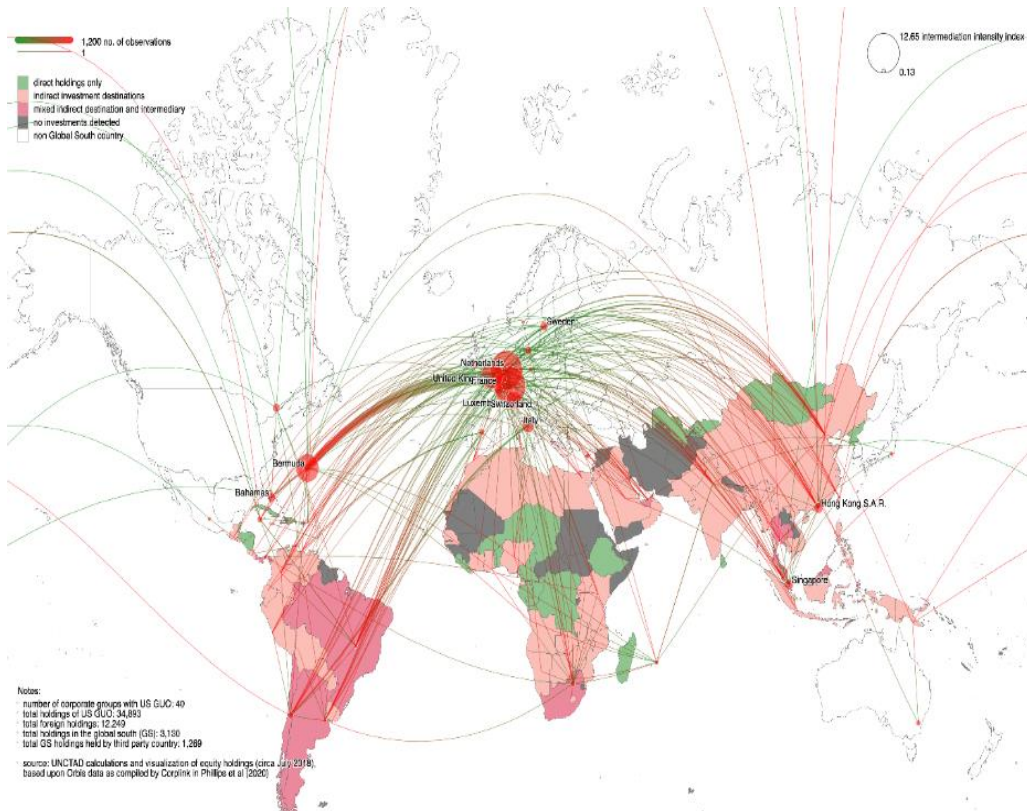 1,200 no. of observations
1
12.65 intermediation intensity index
0.13
direct holdings only
indirect investment destinations
mixed indirect destination and intermediary
no investments detected
non Global South country
Sweden
Netherlands
United King
France
Luxemb
Switzerland
Italy
Bermuda
Bahamas
Hong Kong S.A.R.
Singapore
Notes:
number of corporate groups with US GUO: 40
total holdings of US GUO: 34,893
total foreign holdings: 12,249
total holdings in the global south (GS): 3,130
total GS holdings held by third party country: 1,269
source: UNCTAD calculations and visualization of equity holdings (circa July 2018),
based upon Orbis data as compiled by Corplink in Phillips et al (2020)